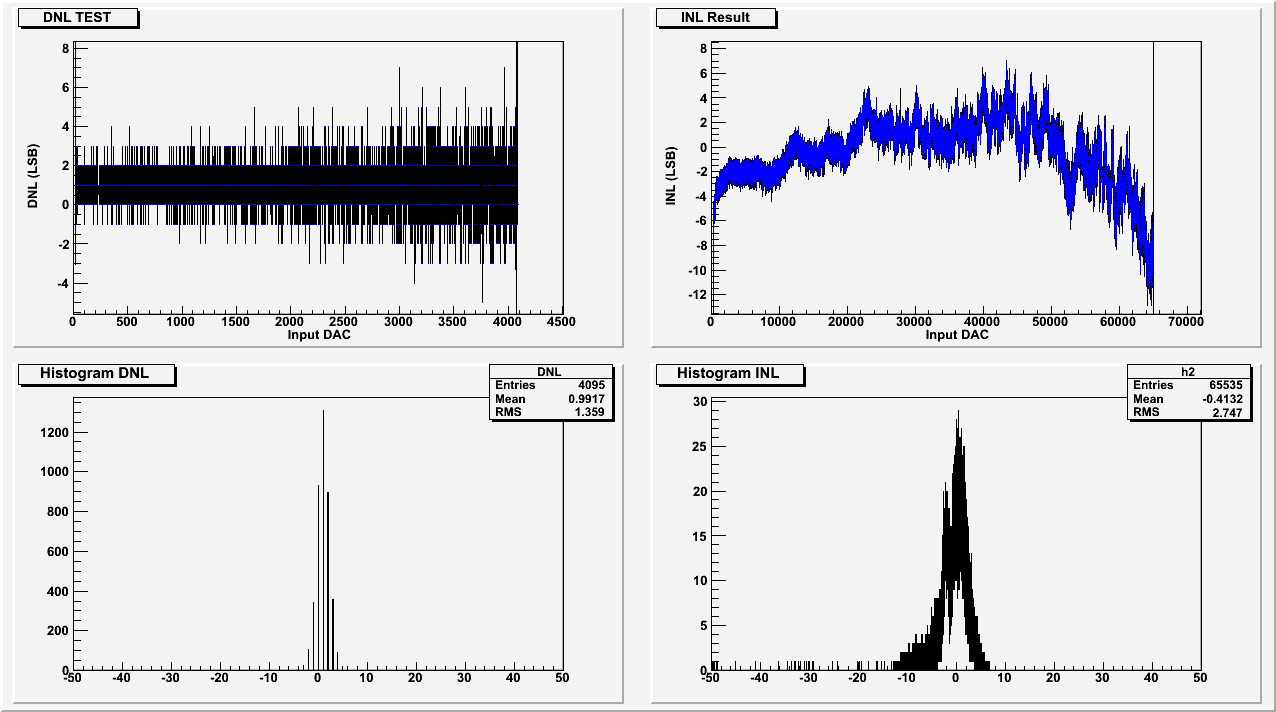 DNL TEST
8
6
4
2
0
-2
-4
DNL (LSB)
0 500 1000 1500 2000 2500 3000 3500 4000 4500
Input DAC
INL Result
8
6
4
2
0
-2
-4
-6
-8
-10
-12
INL (LSB)
0 10000 20000 30000 40000 50000 60000 70000
Input DAC
Histogram DNL
DNL
Entries 4095
Mean 0.9917
RMS 1.359
1200
1000
800
600
400
200
0
-50 -40 -30 -20 -10 0 10 20 30 40 50
Histogram INL
h2
Entries 65535
Mean -0.4132
RMS 2.747
30
25
20
15
10
5
0
-50 -40 -30 -20 -10 0 10 20 30 40 50